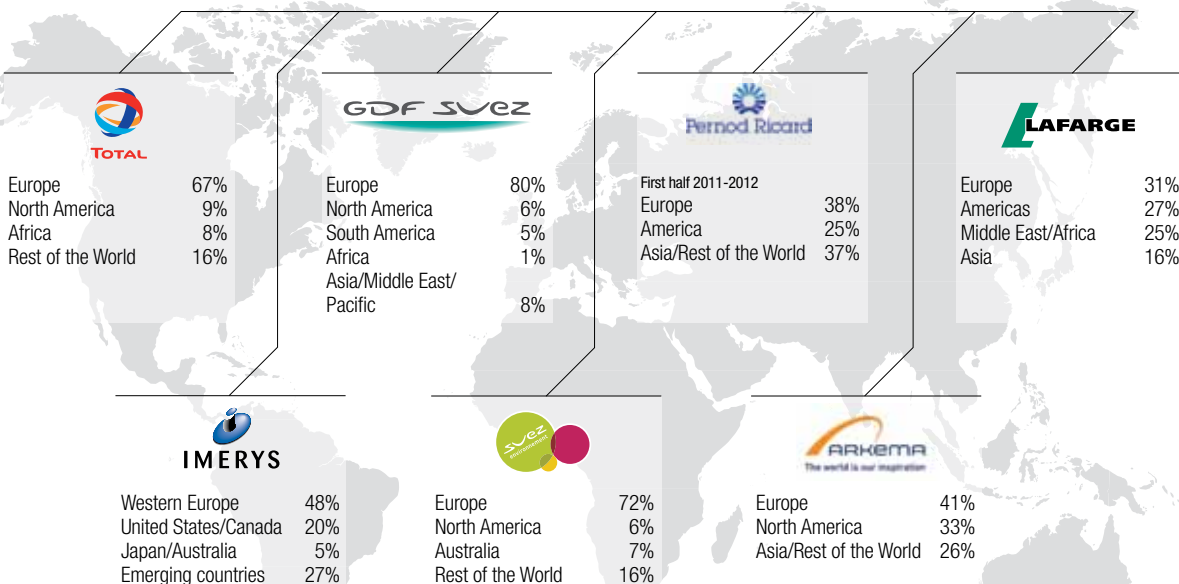 TOTAL
Europe 67%
North America 9%
Africa 8%
Rest of the World 16%
GDF SUEZ
Europe 80%
North America 6%
South America 5%
Africa 1%
Asia/Middle East/
Pacific 8%
Pernod Ricard
First half 2011-2012
Europe 38%
America 25%
Asia/Rest of the World 37%
LAFARGE
Europe 31%
Americas 27%
Middle East/Africa 25%
Asia 16%
IMERYS
Western Europe 48%
United States/Canada 20%
Japan/Australia 5%
Emerging countries 27%
SUEZ
environnement
Europe 72%
North America 6%
Australia 7%
Rest of the World 16%
ARKEMA
The world is our inspiration
Europe 41%
North America 33%
Asia/Rest of the World 26%